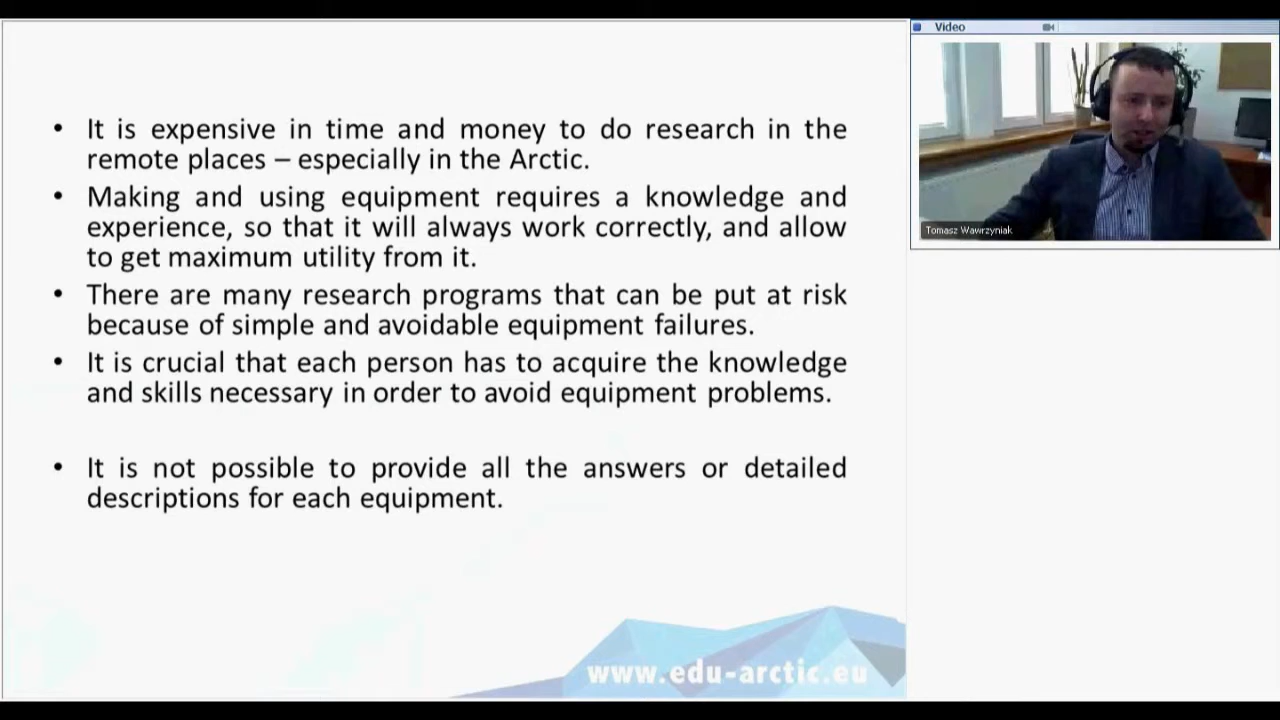 • It is expensive in time and money to do research in the
remote places – especially in the Arctic.
• Making and using equipment requires a knowledge and
experience, so that it will always work correctly, and allow
to get maximum utility from it.
• There are many research programs that can be put at risk
because of simple and avoidable equipment failures.
• It is crucial that each person has to acquire the knowledge
and skills necessary in order to avoid equipment problems.
• It is not possible to provide all the answers or detailed
descriptions for each equipment.
www.edu-arctic.eu
Video
Tomasz Wawrzyniak